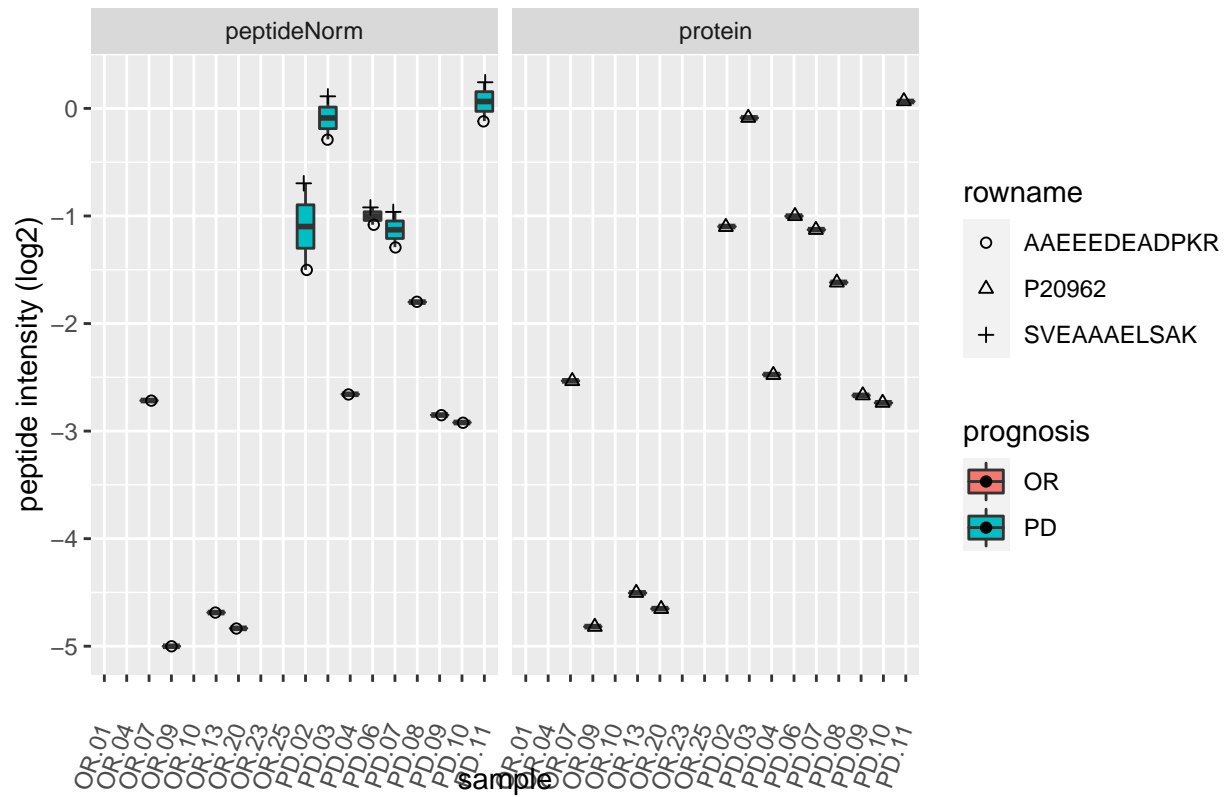 peptideNorm
protein
0
−1
−2
−3
−4
−5
peptide intensity (log2)
OR.01
OR.04
OR.07
OR.09
OR.10
OR.13
OR.20
OR.23
OR.25
PD.02
PD.03
PD.04
PD.06
PD.07
PD.08
PD.09
PD.10
PD.11
OR.01
OR.04
OR.07
OR.09
OR.10
OR.13
OR.20
OR.23
OR.25
PD.02
PD.03
PD.04
PD.06
PD.07
PD.08
PD.09
PD.10
PD.11
sample
rowname
AAEEEDEADPKR
P20962
SVEAAAELSAK
prognosis
OR
PD